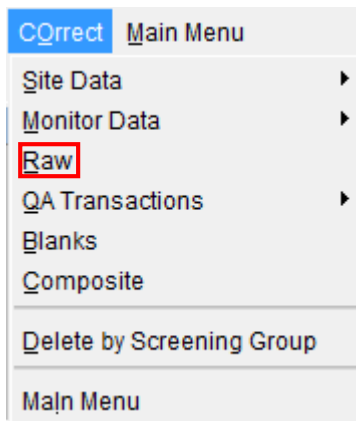 COrrect Main Menu
Site Data
Monitor Data
Raw
QA Transactions
Blanks
Composite
Delete by Screening Group
Main Menu